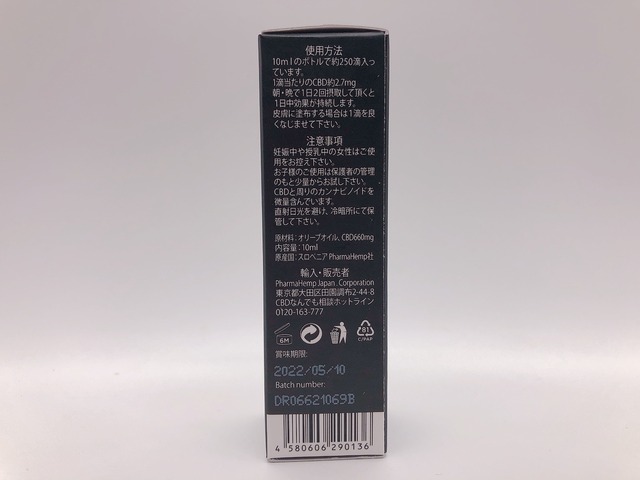 使用方法
10mlのボトルで約250滴入っ
ています。
1滴当たりのCBD約2.7mg
朝・晩で1日2回摂取して頂くと
1日中効果が持続します。
皮膚に塗布する場合は1滴を良
くなじませて下さい。
注意事項
妊娠中や授乳中の女性はご使
用をお控え下さい。
お子様のご使用は保護者の管理
のもと少量からお試し下さい。
CBDと周りのカンナビノイドを
微量含んでいます。
直射日光を避け、冷暗所にて保
管して下さい。
原材料：オリーブオイル、CBD660mg
内容量：10ml
原産国：スロベニア PharmaHemp社
輸入・販売者
PharmaHemp Japan . Corporation
東京都大田区田園調布2-44-8
CBDなんでも相談ホットライン
0120-163-777
6M
81
C/PAP
賞味期限:
2022/05/10
Batch number:
DR06621069B
4 580606 290136